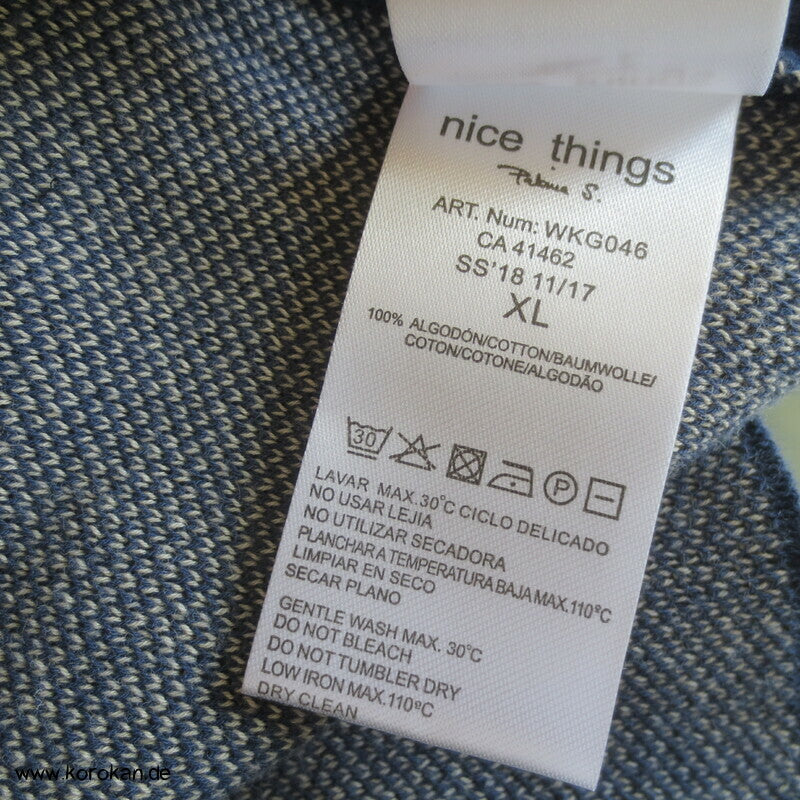 nice things
Paloma S.
ART. Num: WKG046
CA 41462
SS'18 11/17
XL
100% ALGODÓN/COTTON/BAUMWOLLE/
COTON/COTONE/ALGODÃO
30 P
LAVAR MAX.30°C CICLO DELICADO
NO USAR LEJIA
NO UTILIZAR SECADORA
PLANCHAR A TEMPERATURA BAJA MAX.110ºC
LIMPIAR EN SECO
SECAR PLANO
GENTLE WASH MAX. 30°C
DO NOT BLEACH
DO NOT TUMBLER DRY
LOW IRON MAX.110ºC
DRY CLEAN
www.korokan.de